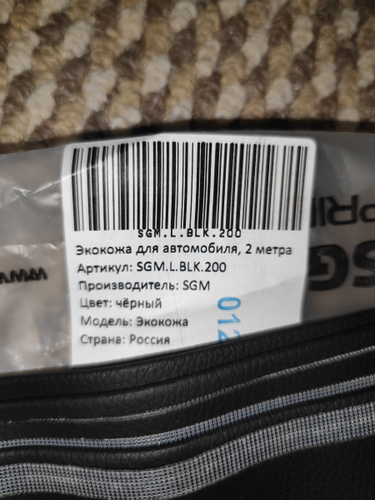 SGM.L.BLK.200
Экокожа для автомобиля, 2 метра
Артикул: SGM.L.BLK.200
Производитель: SGM
Цвет: чёрный
Модель: Экокожа
Страна: Россия
012